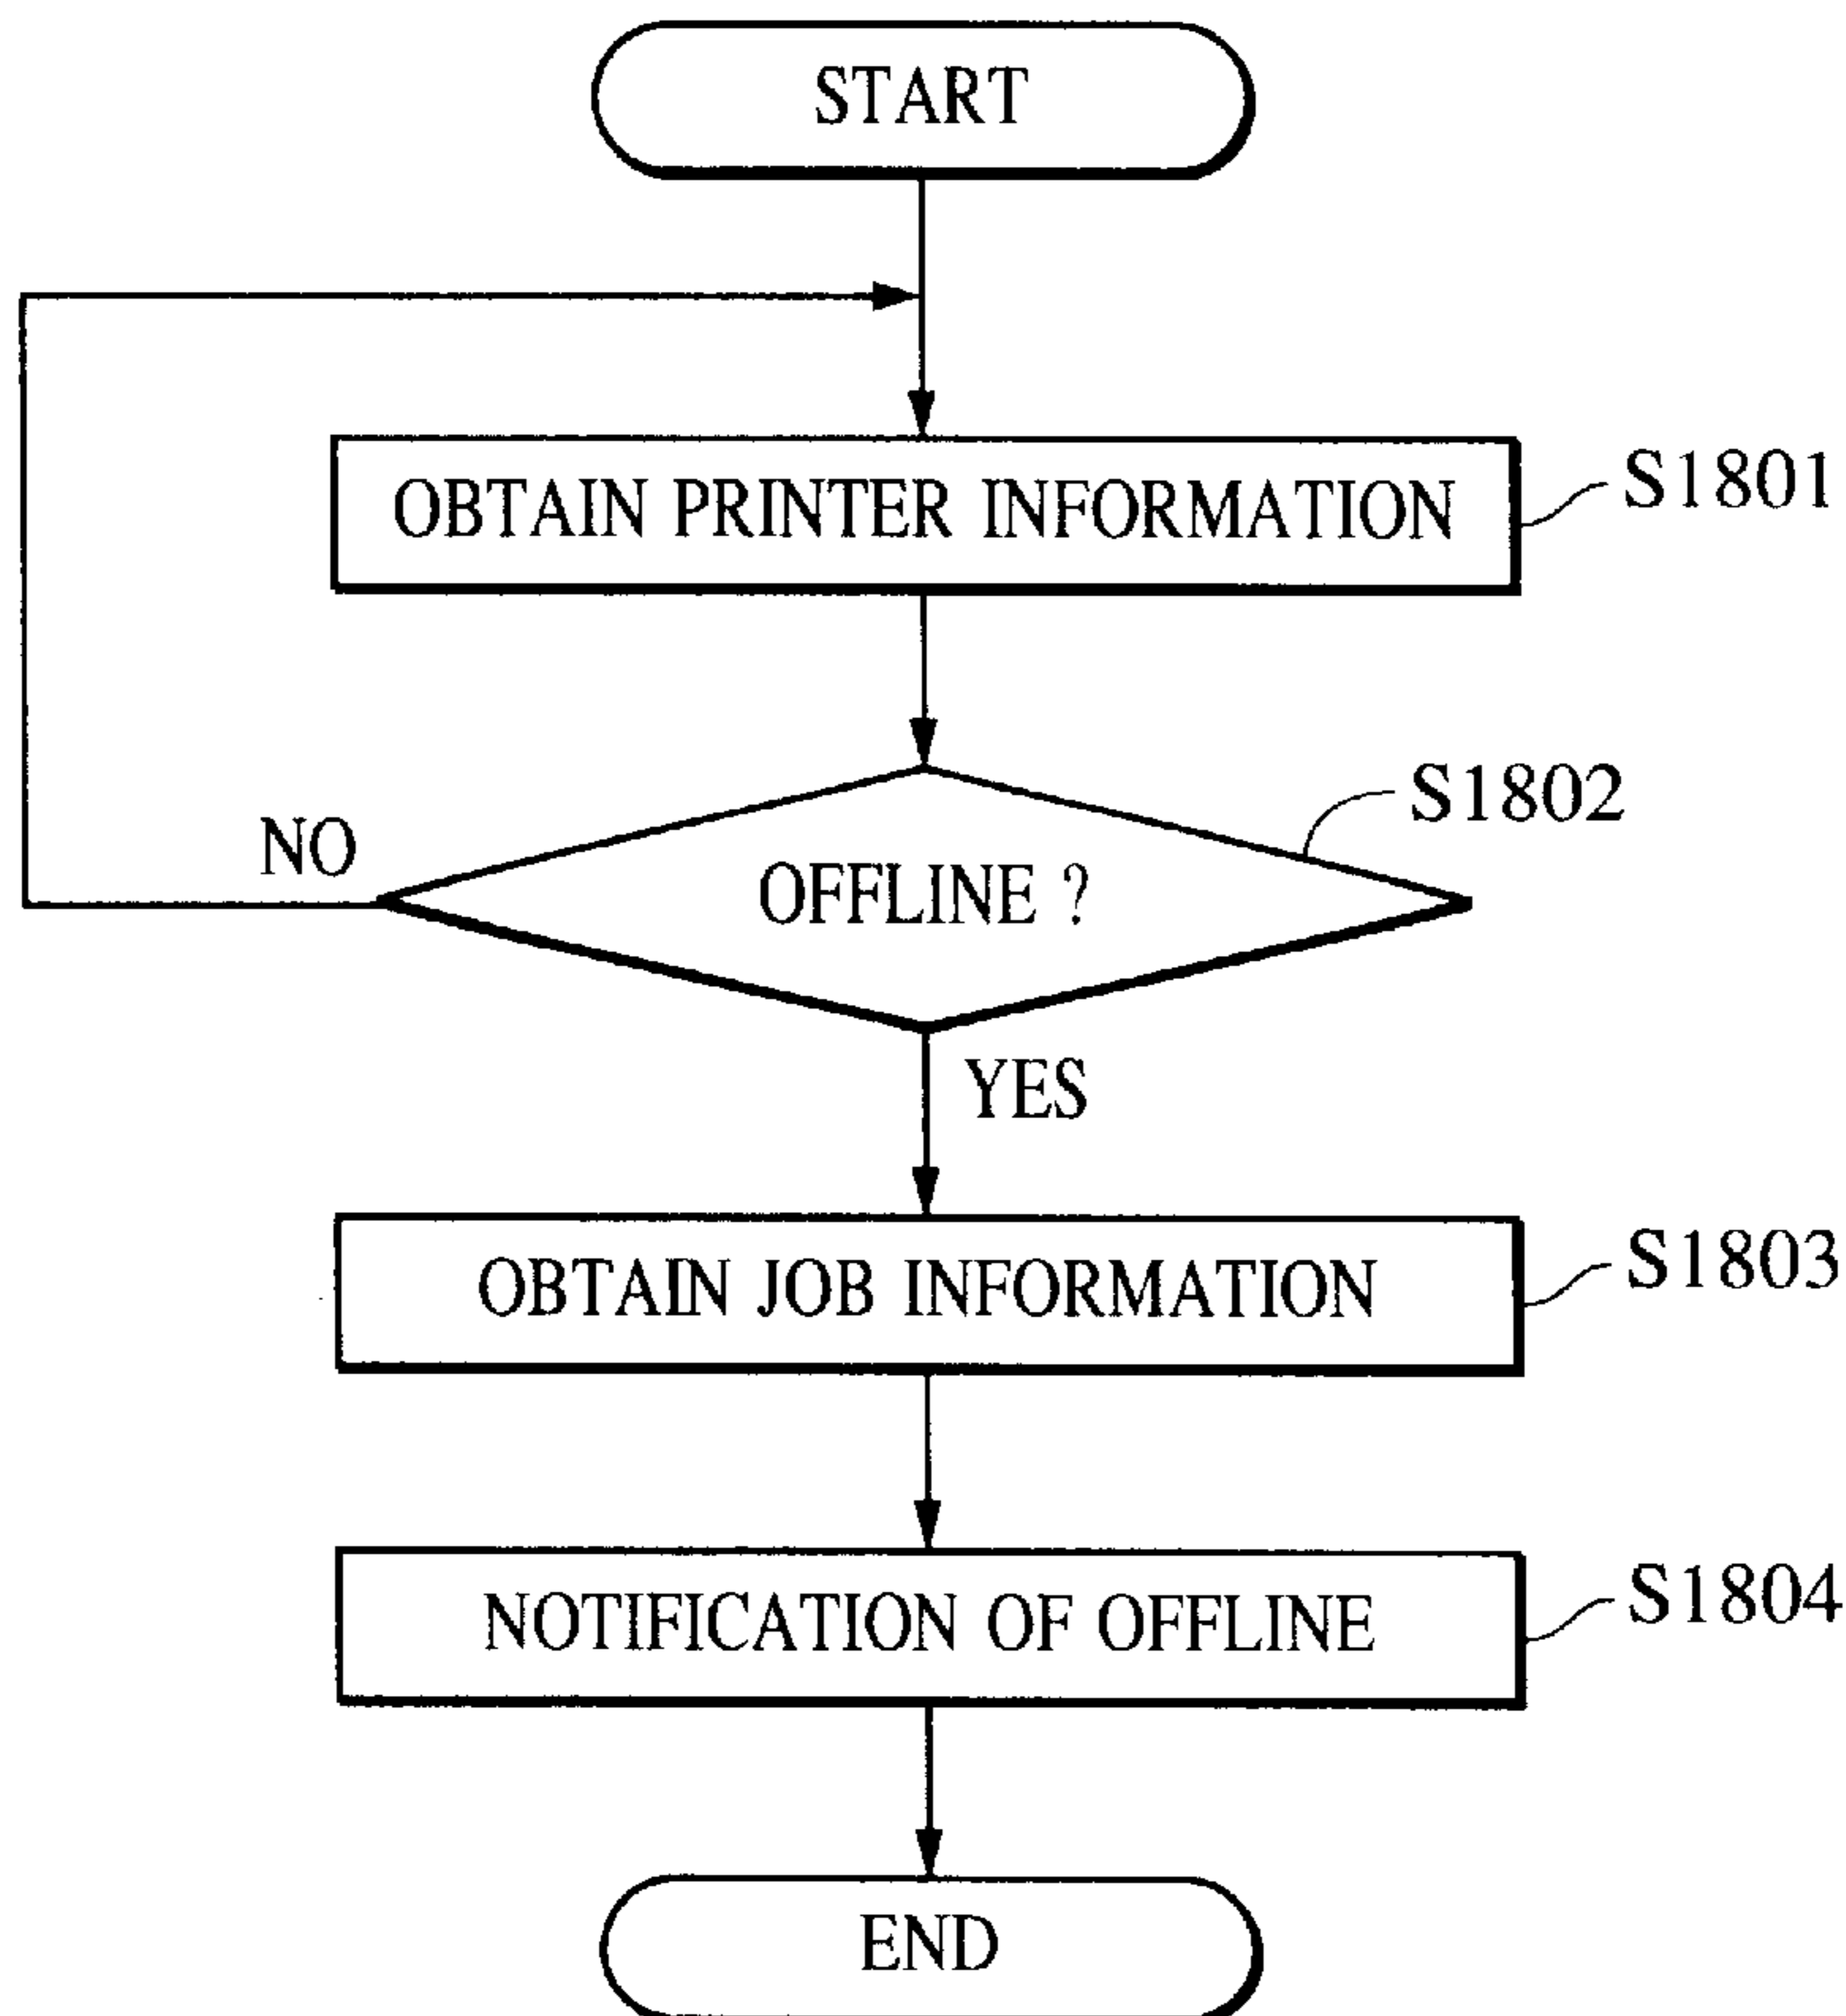 START
OBTAIN PRINTER INFORMATION
S1801
S1802
NO
OFFLINE ?
YES
OBTAIN JOB INFORMATION
S1803
NOTIFICATION OF OFFLINE
S1804
END